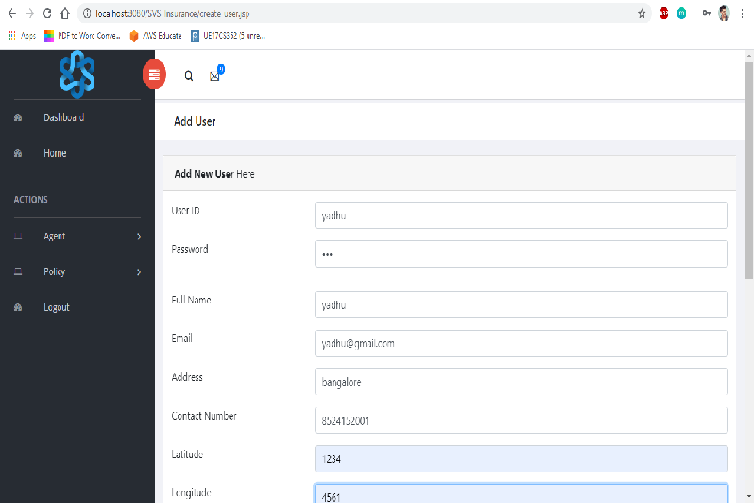 localhost:8080/SVS_Insurance/create_user.jsp
Apps PDF to Word Conve... AWS Educate UE17CS352 (5 unre...
Dashboard
Home
ACTIONS
Agent
Policy
Logout
Add User
Add New User Here
User ID yadhu
Password •••
Full Name yadhu
Email yadhu@gmail.com
Address bangalore
Contact Number 8524152001
Latitude 1234
Longitude 4561